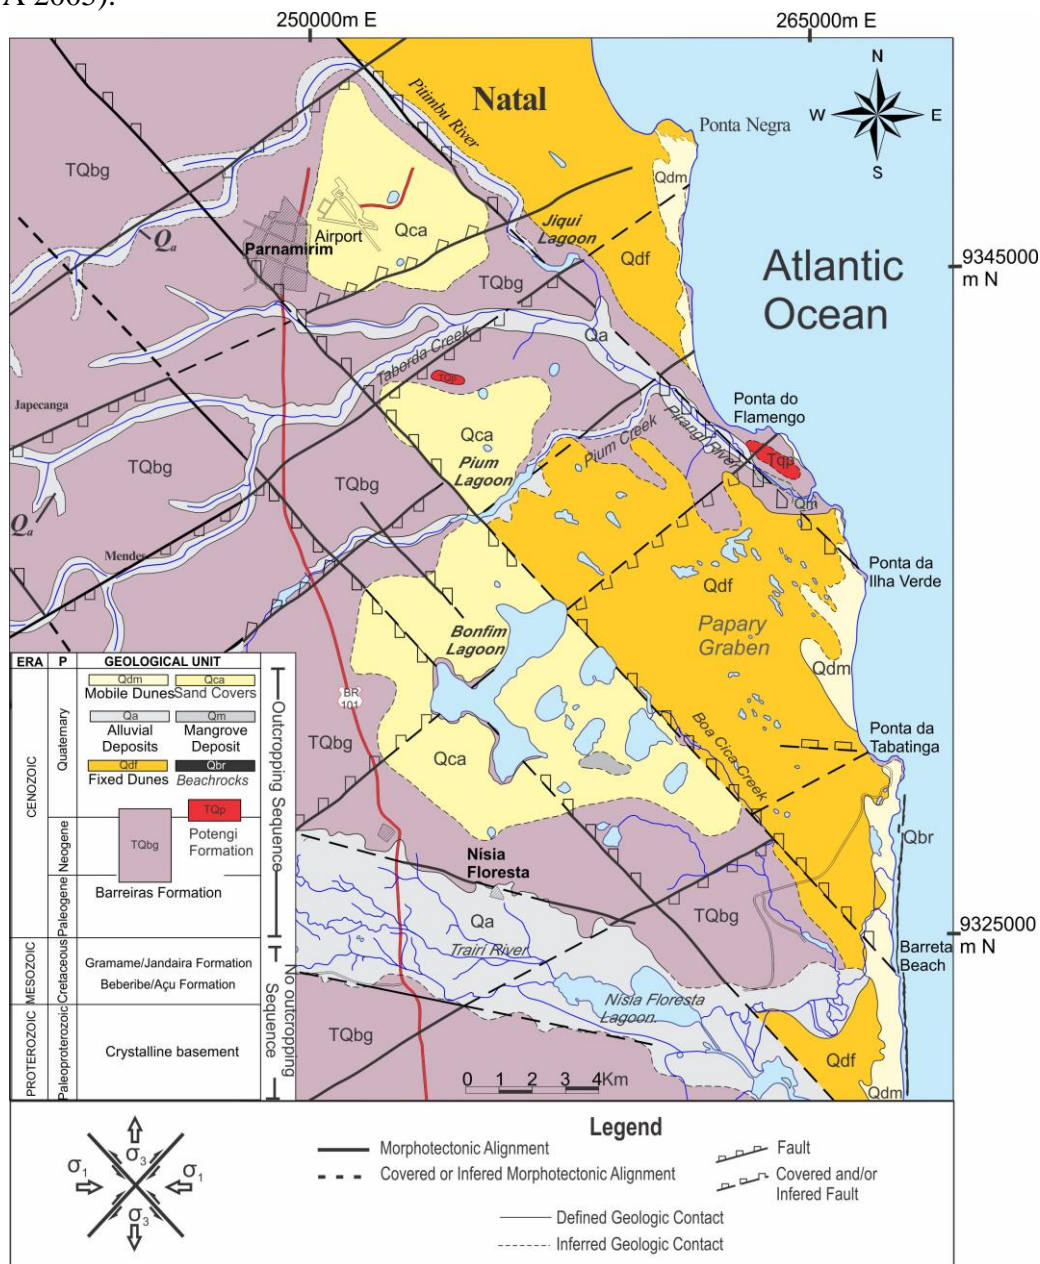 A 2005).
250000m E
265000m E
Natal
Pitimbu River
N
W
E
S
Ponta Negra
TQbg
Qdm
Airport
Qca
Jiqui
Lagoon
Qa
Parnamirim
Qdf
9345000
m N
Atlantic
Ocean
TQbg
Qa
Taborda Creek
TQp
Japecanga
Ponta do
Flamengo
Pirangi River
Qca
Pium Creek
Tqp
Pium
Lagoon
TQbg
TQbg
Qm
Qa
Mendes
Ponta da
Ilha Verde
Qdf
Papary
Graben
Bonfim
Lagoon
Qdm
BR
101
Boa Cica Creek
Ponta da
Tabatinga
TQbg
Qca
Qbr
Nísia
Floresta
Qa
TQbg
Trairí River
9325000
m N
Barreta
Beach
Nísia Floresta
Lagoon.
TQbg
Qdf
Qdm
0 1 2 3 4Km
ERA P GEOLOGICAL UNIT
Qdm Qca
Mobile Dunes Sand Covers
Qa Qm
Alluvial Mangrove
Deposits Deposit
Qdf Qbr
Fixed Dunes Beachrocks
TQp
TQbg
Potengi
Formation
Barreiras Formation
CENOZOIC
Quaternary
Neogene
Paleogene
Outcropping Sequence
MESOZOIC
Cretaceous
Gramame/Jandaira Formation
Beberibe/Açu Formation
PROTEROZOIC
Paleoproterozoic
Crystalline basement
No outcropping
Sequence
σ3
σ1
σ1
σ3
Legend
Morphotectonic Alignment
Covered or Infered Morphotectonic Alignment
Fault
Covered and/or
Infered Fault
Defined Geologic Contact
Inferred Geologic Contact